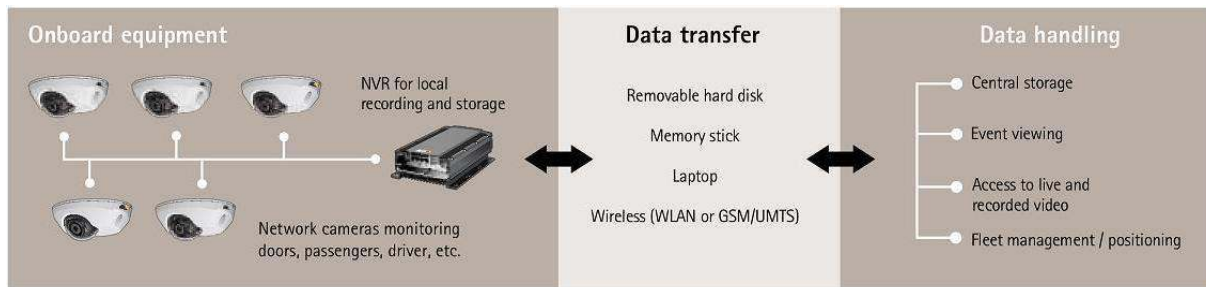 Onboard equipment
NVR for local
recording and storage
Network cameras monitoring
doors, passengers, driver, etc.
Data transfer
Removable hard disk
Memory stick
Laptop
Wireless (WLAN or GSM/UMTS)
Data handling
Central storage
Event viewing
Access to live and
recorded video
Fleet management / positioning